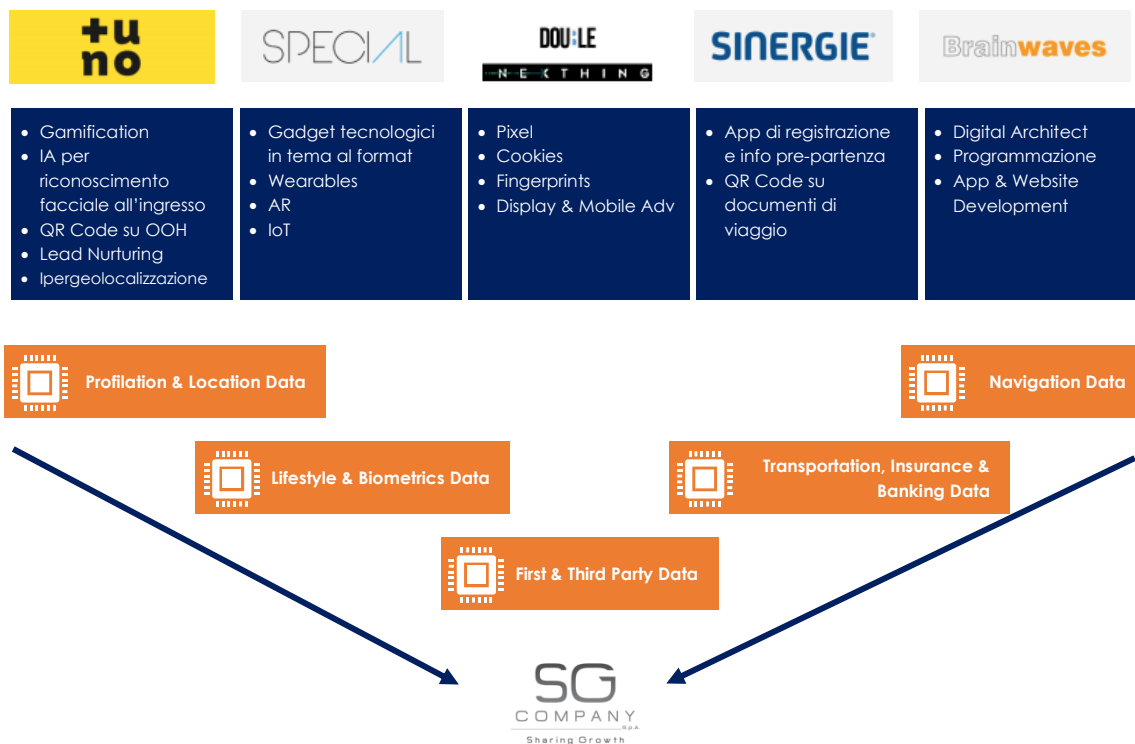 +u
no
SPECIAL
DOU:LE
NEXTHING
SINERGIE
Brainwaves
• Gamification
• IA per
riconoscimento
facciale all'ingresso
• QR Code su OOH
• Lead Nurturing
• Ipergeolocalizzazione
• Gadget tecnologici
in tema al format
• Wearables
• AR
• IoT
• Pixel
• Cookies
• Fingerprints
• Display & Mobile Adv
• App di registrazione
e info pre-partenza
• QR Code su
documenti di
viaggio
• Digital Architect
• Programmazione
• App & Website
Development
Profilation & Location Data
Navigation Data
Lifestyle & Biometrics Data
Transportation, Insurance &
Banking Data
First & Third Party Data
SG
COMPANY
S.p.A.
Sharing Growth